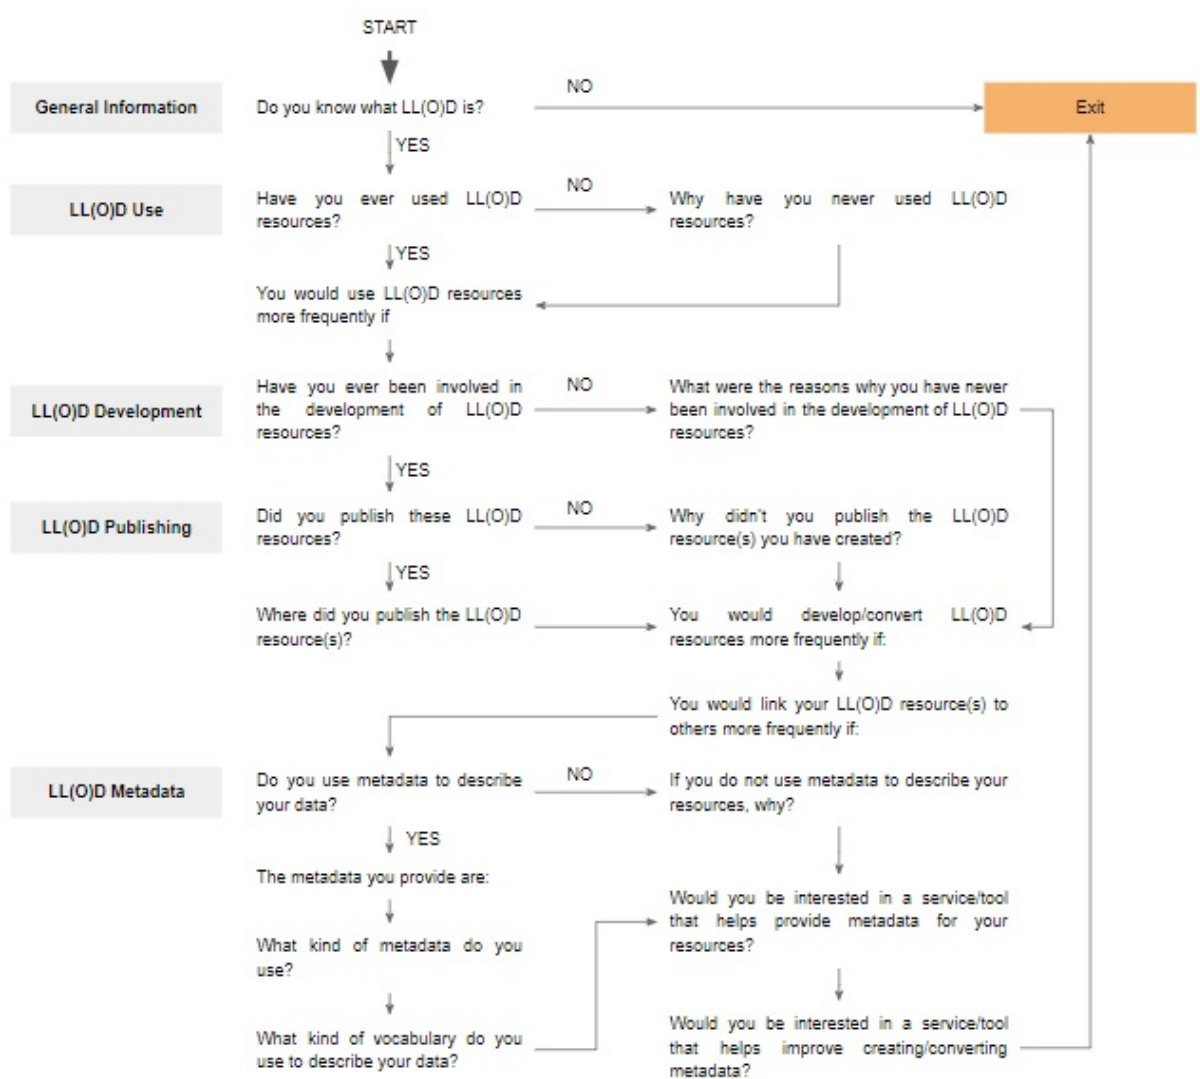 START
General Information
Do you know what LL(O)D is?
NO
Exit
YES
LL(O)D Use
Have you ever used LL(O)D
resources?
NO
Why have you never used LL(O)D
resources?
YES
You would use LL(O)D resources
more frequently if
LL(O)D Development
Have you ever been involved in
the development of LL(O)D
resources?
NO
What were the reasons why you have never
been involved in the development of LL(O)D
resources?
YES
LL(O)D Publishing
Did you publish these LL(O)D
resources?
NO
Why didn't you publish the LL(O)D
resource(s) you have created?
YES
Where did you publish the LL(O)D
resource(s)?
You would develop/convert LL(O)D
resources more frequently if:
You would link your LL(O)D resource(s) to
others more frequently if:
LL(O)D Metadata
Do you use metadata to describe
your data?
NO
If you do not use metadata to describe your
resources, why?
YES
The metadata you provide are:
What kind of metadata do you
use?
Would you be interested in a service/tool
that helps provide metadata for your
resources?
What kind of vocabulary do you
use to describe your data?
Would you be interested in a service/tool
that helps improve creating/converting
metadata?